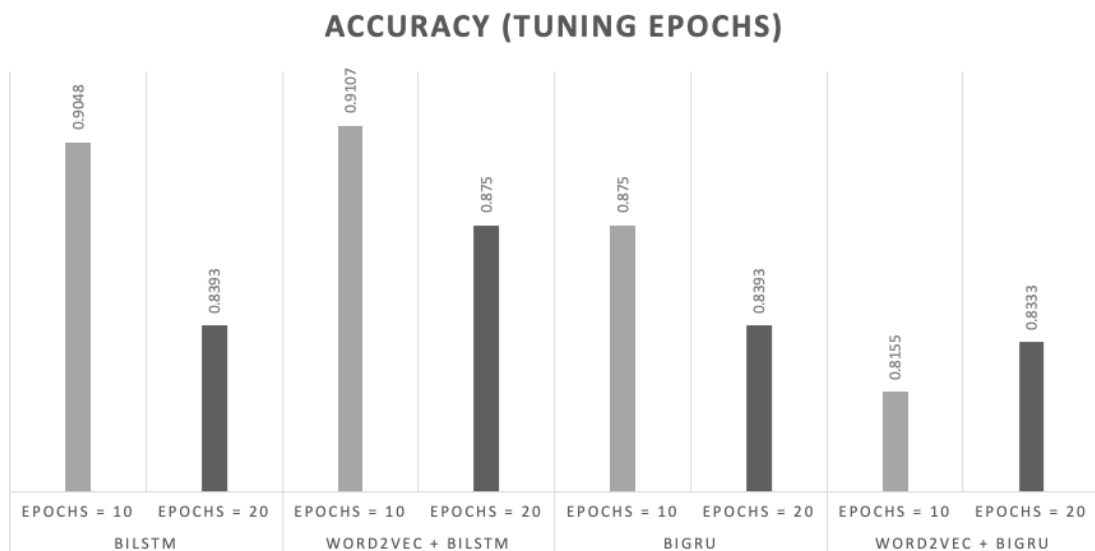 ACCURACY (TUNING EPOCHS)
0.9048
0.8393
0.9107
0.875
0.875
0.8393
0.8155
0.8333
EPOCHS = 10 EPOCHS = 20 EPOCHS = 10 EPOCHS = 20 EPOCHS = 10 EPOCHS = 20 EPOCHS = 10 EPOCHS = 20
BILSTM WORD2VEC + BILSTM BIGRU WORD2VEC + BIGRU